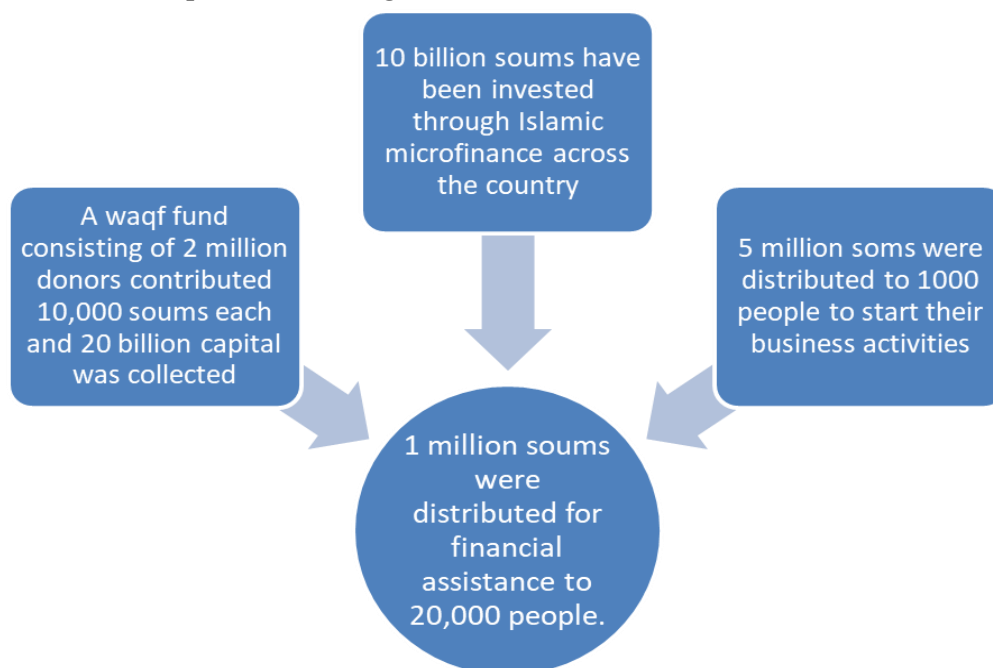 10 billion soums have
been invested
through Islamic
microfinance across
the country
A waqf fund
consisting of 2 million
donors contributed
10,000 soums each
and 20 billion capital
was collected
5 million soms were
distributed to 1000
people to start their
business activities
1 million soums
were
distributed for
financial
assistance to
20,000 people.